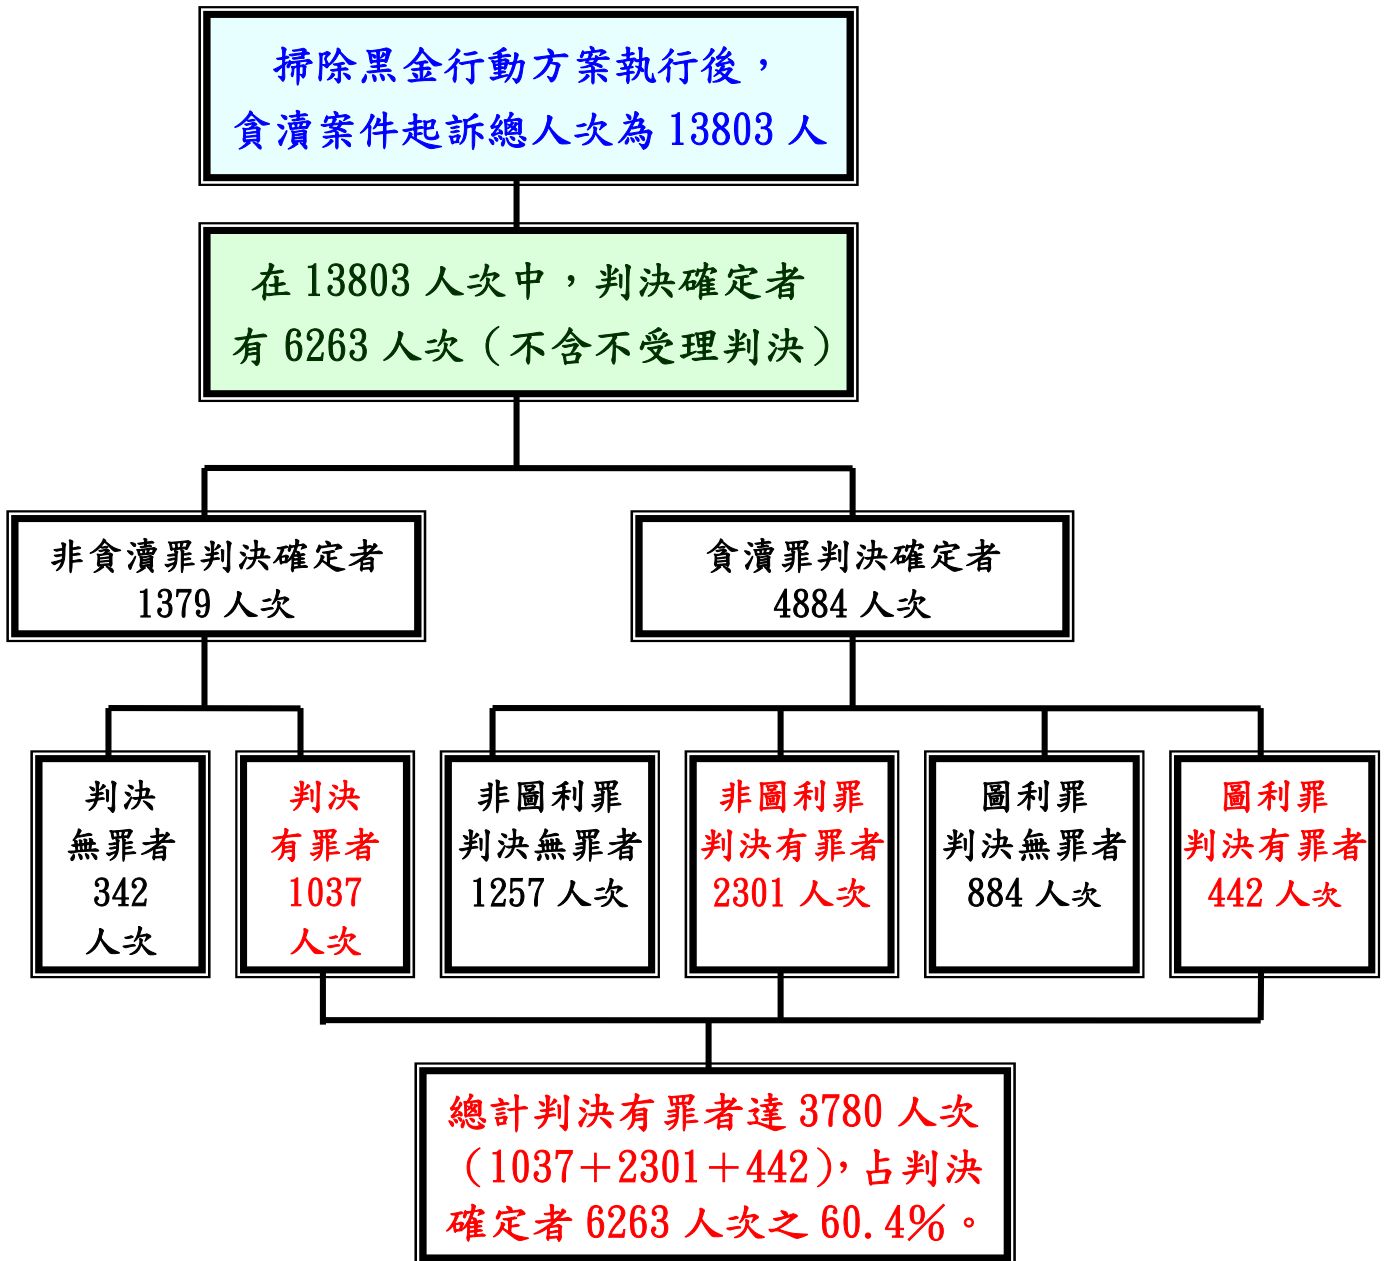 掃除黑金行動方案執行後，
貪瀆案件起訴總人次為 13803 人
在 13803 人次中，判決確定者
有 6263 人次（不含不受理判決）
非貪瀆罪判決確定者
1379 人次
貪瀆罪判決確定者
4884 人次
判決
無罪者
342
人次
判決
有罪者
1037
人次
非圖利罪
判決無罪者
1257 人次
非圖利罪
判決有罪者
2301 人次
圖利罪
判決無罪者
884 人次
圖利罪
判決有罪者
442 人次
總計判決有罪者達 3780 人次
（1037＋2301＋442），占判決
確定者 6263 人次之 60.4％。